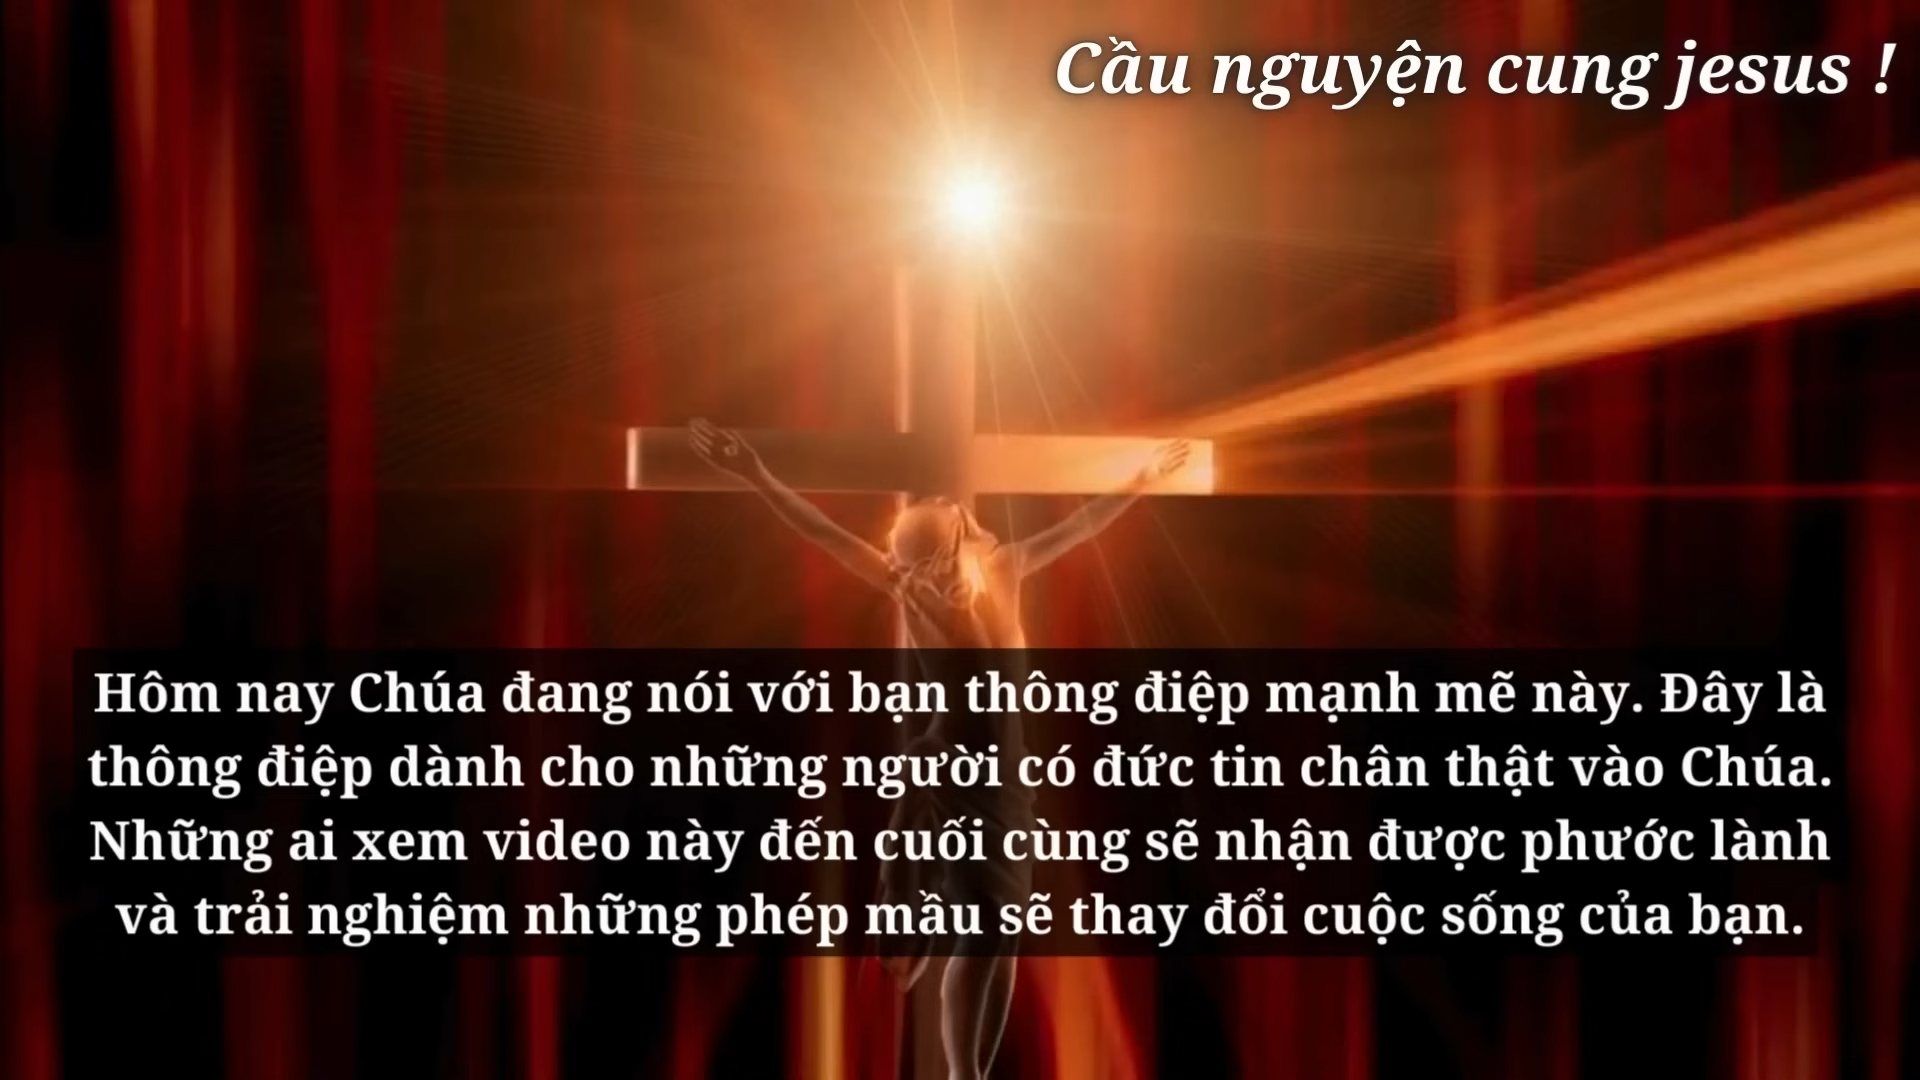 Cầu nguyện cung jesus !
Hôm nay Chúa đang nói với bạn thông điệp mạnh mẽ này. Đây là
thông điệp dành cho những người có đức tin chân thật vào Chúa.
Những ai xem video này đến cuối cùng sẽ nhận được phước lành
và trải nghiệm những phép mầu sẽ thay đổi cuộc sống của bạn.